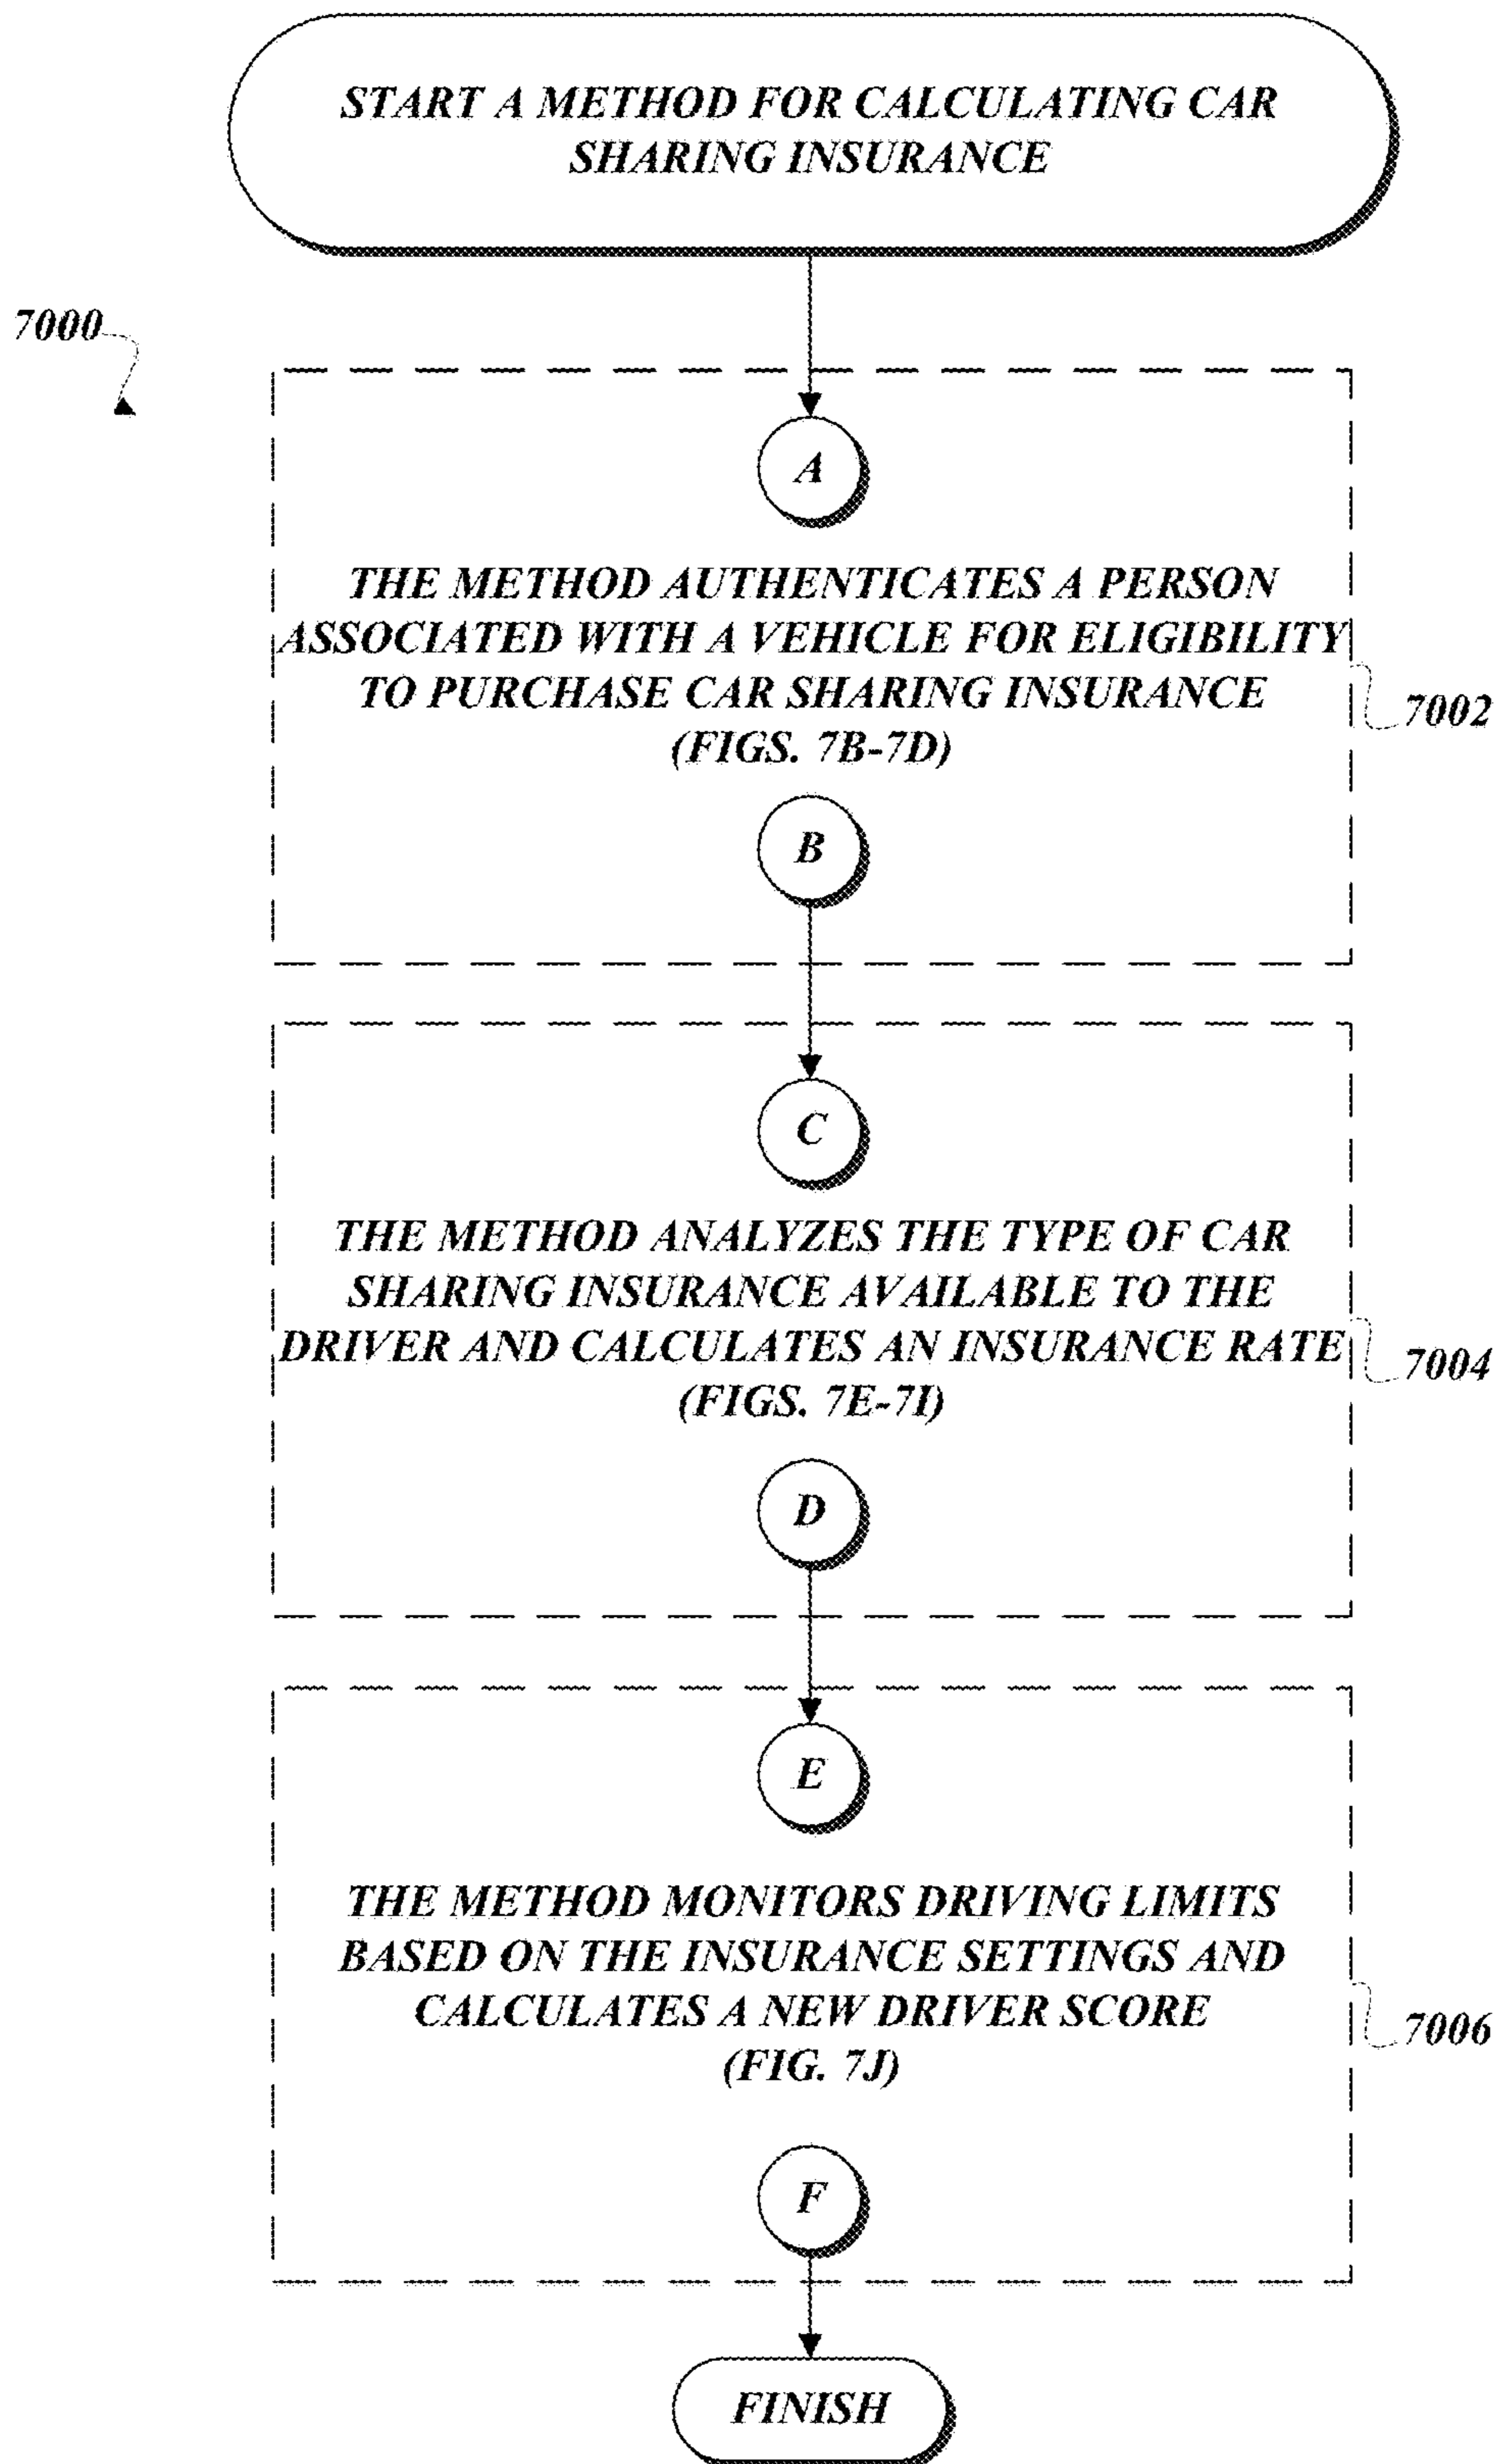 START A METHOD FOR CALCULATING CAR
SHARING INSURANCE
7000
A
THE METHOD AUTHENTICATES A PERSON
ASSOCIATED WITH A VEHICLE FOR ELIGIBILITY
TO PURCHASE CAR SHARING INSURANCE
(FIGS. 7B-7D)
7002
B
C
THE METHOD ANALYZES THE TYPE OF CAR
SHARING INSURANCE AVAILABLE TO THE
DRIVER AND CALCULATES AN INSURANCE RATE
(FIGS. 7E-7I)
7004
D
E
THE METHOD MONITORS DRIVING LIMITS
BASED ON THE INSURANCE SETTINGS AND
CALCULATES A NEW DRIVER SCORE
(FIG. 7J)
7006
F
FINISH